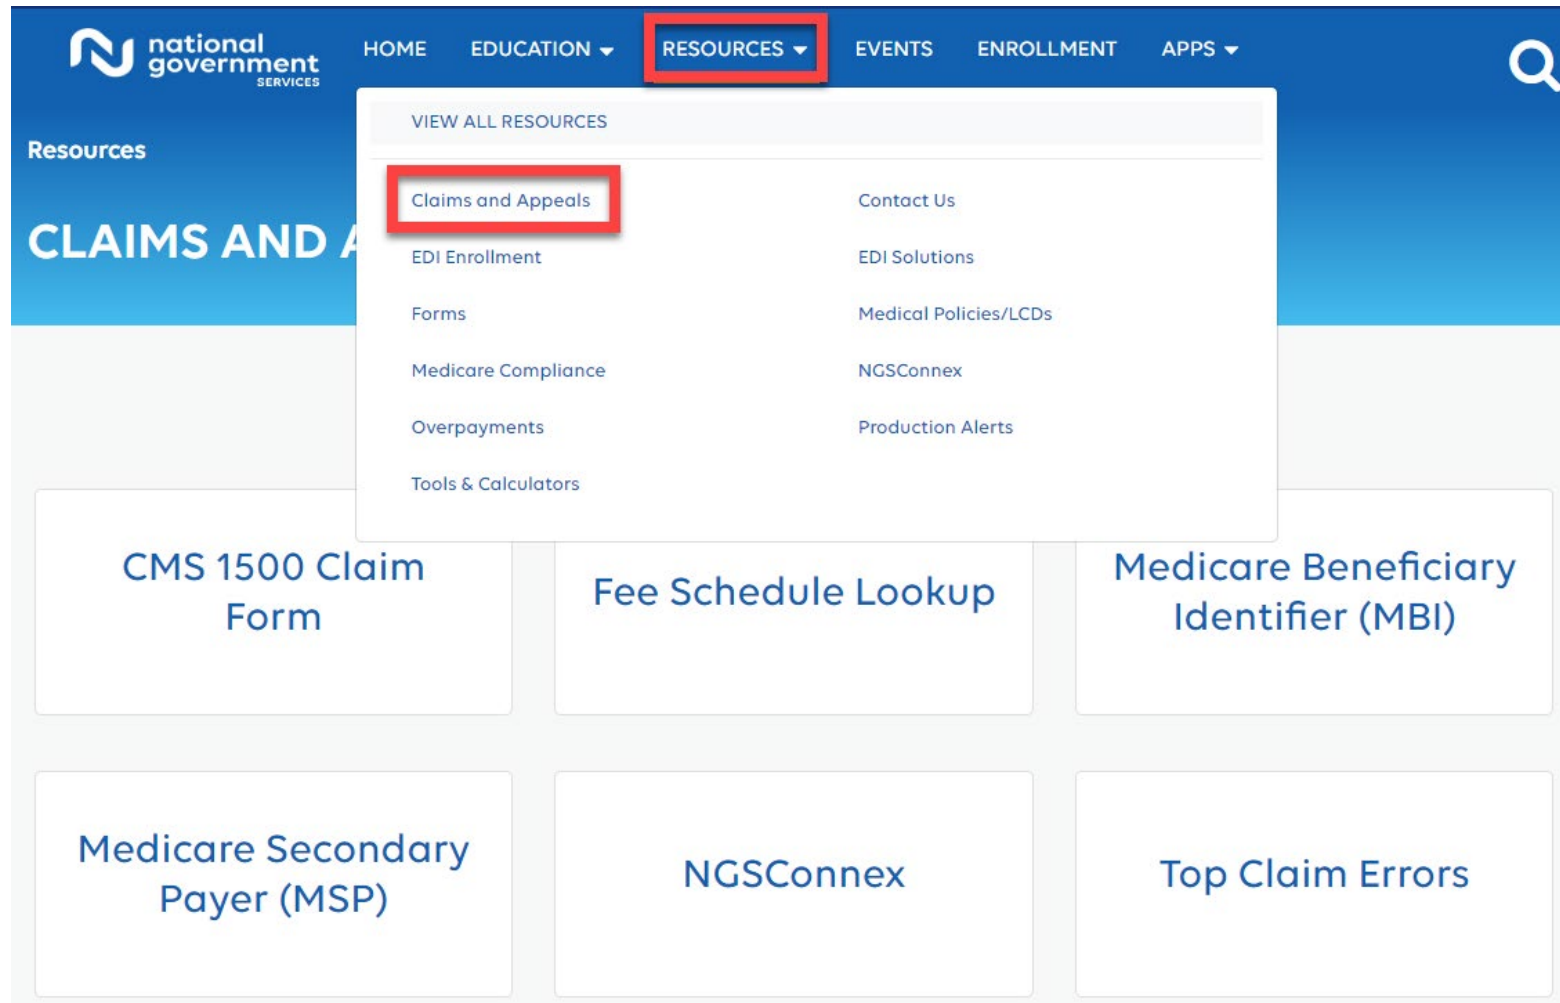 national
government
SERVICES
HOME EDUCATION RESOURCES EVENTS ENROLLMENT APPS
Resources
CLAIMS AND A
VIEW ALL RESOURCES
Claims and Appeals
Contact Us
EDI Enrollment
EDI Solutions
Forms
Medical Policies/LCDs
Medicare Compliance
NGSConnex
Overpayments
Production Alerts
Tools & Calculators
CMS 1500 Claim
Form
Fee Schedule Lookup
Medicare Beneficiary
Identifier (MBI)
Medicare Secondary
Payer (MSP)
NGSConnex
Top Claim Errors